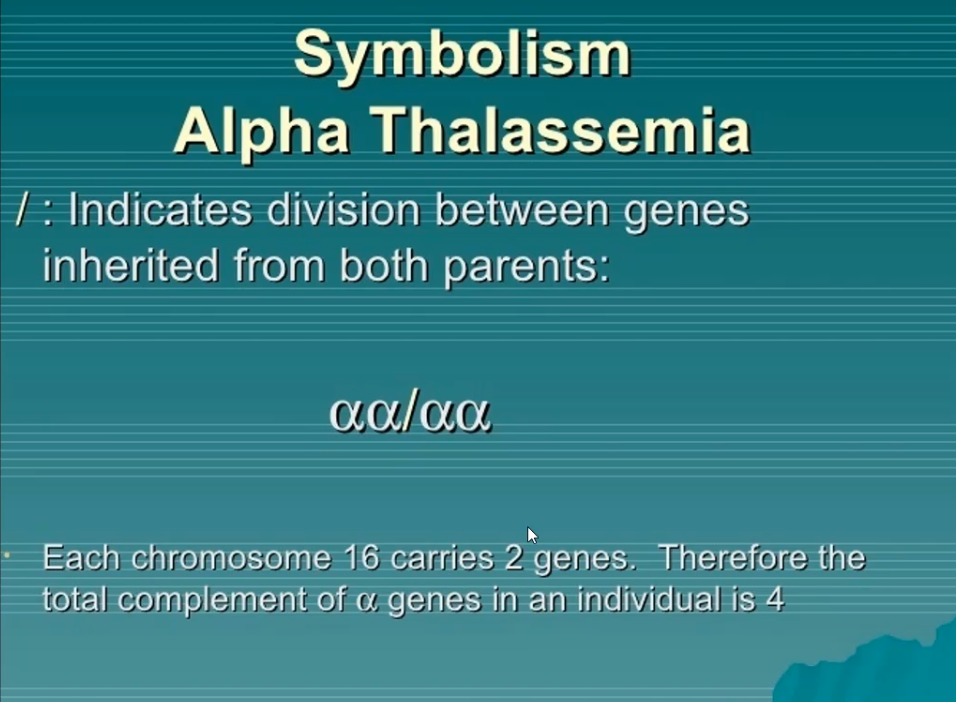 Symbolism
Alpha Thalassemia
/ : Indicates division between genes
inherited from both parents:
αα/αα
• Each chromosome 16 carries 2 genes. Therefore the
total complement of α genes in an individual is 4